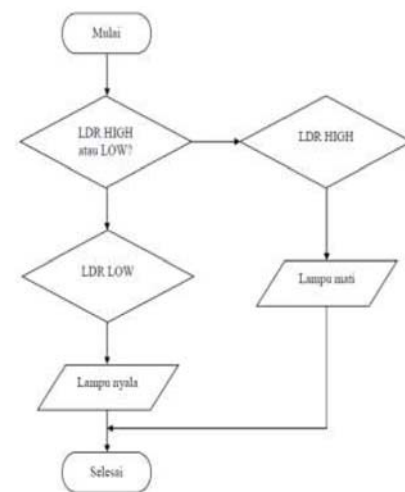 Mulai
LDR HIGH
atau LOW?
LDR HIGH
LDR LOW
Lampu mati
Lampu nyala
Selesai